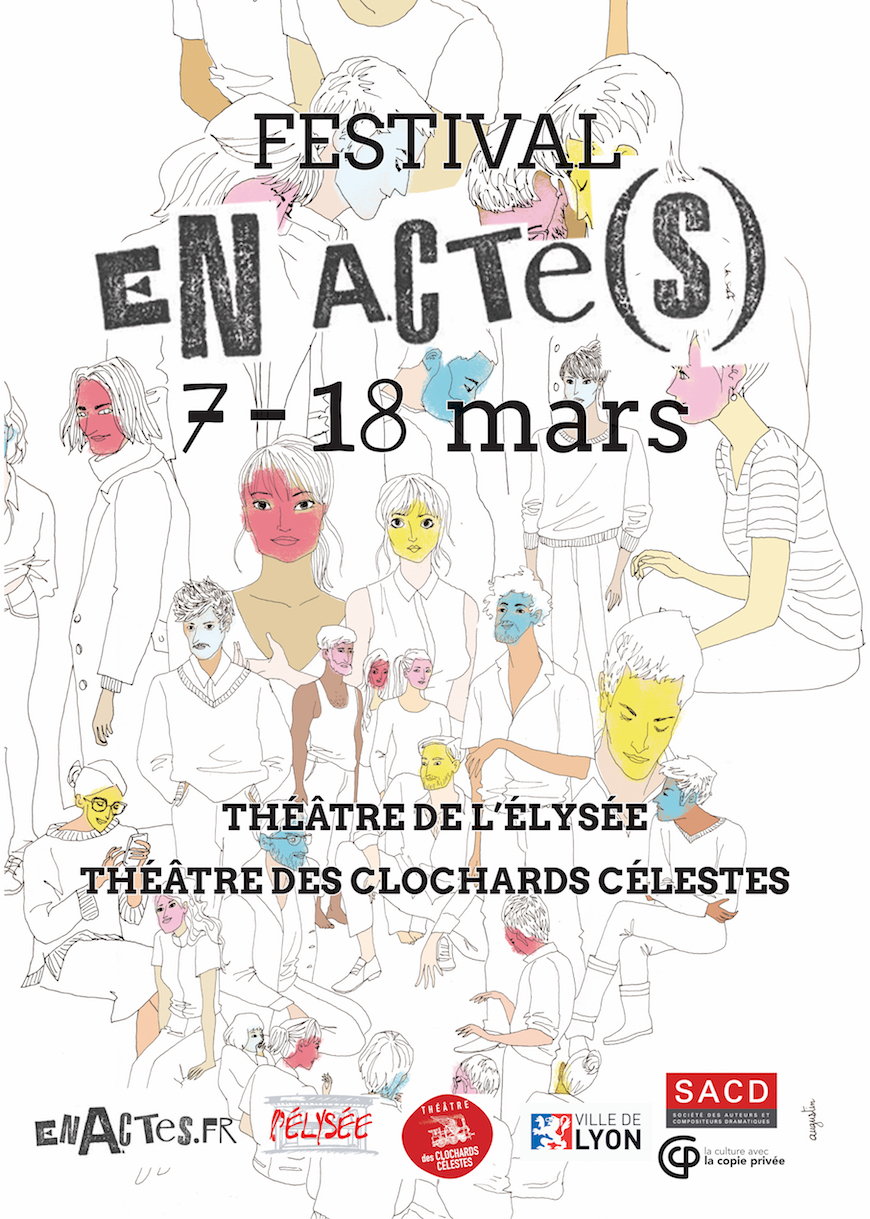 FESTIVAL
EN ACTe(S)
7 - 18 mars
THÉÂTRE DE L'ÉLYSÉE
THÉÂTRE DES CLOCHARDS CÉLESTES
ENACTeS.FR
l'ÉLYSÉE
THÉÂTRE
des CLOCHARDS
CÉLESTES
VILLE DE
LYON
SACD
SOCIÉTÉ DES AUTEURS ET
COMPOSITEURS DRAMATIQUES
la culture avec
la copie privée
augustin